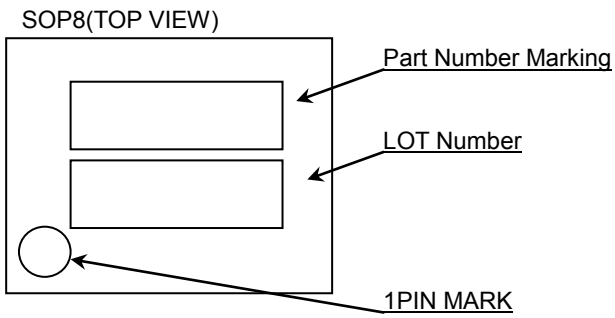 SOP8(TOP VIEW)
Part Number Marking
LOT Number
1PIN MARK